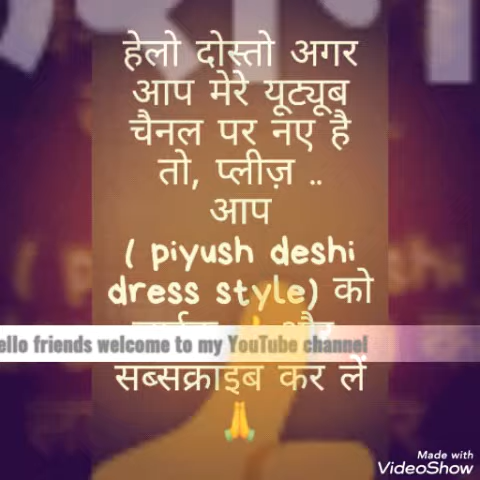 हेलो दोस्तो अगर
आप मेरे यूट्यूब
चैनल पर नए है
तो, प्लीज़ ..
आप
( piyush deshi
dress style) को
ello friends welcome to my YouTube channel
सब्सक्राइब कर लें
🙏
Made with
VideoShow